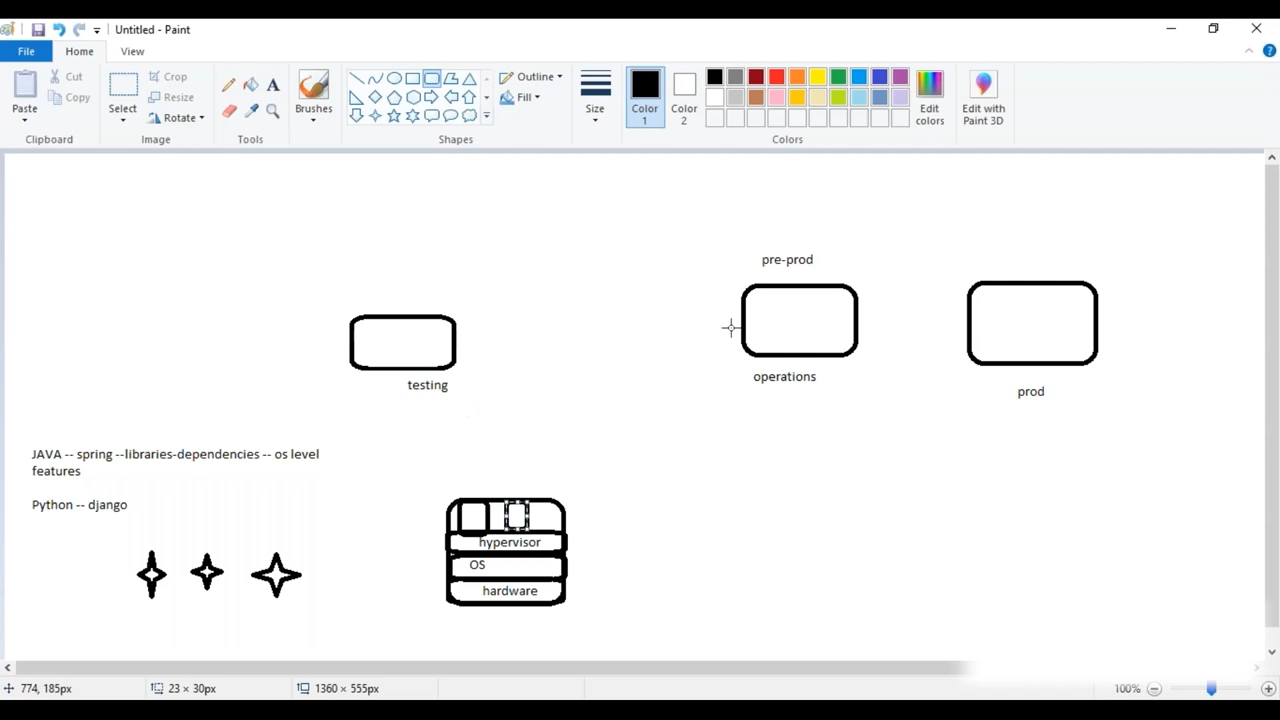 Untitled - Paint
File
Home
View
Paste
Cut
Copy
Clipboard
Select
Crop
Resize
Rotate
Image
A
Tools
Brushes
Outline
Fill
Shapes
Size
Color 1
Color 2
Edit colors
Colors
Edit with Paint 3D
pre-prod
testing
operations
prod
JAVA -- spring --libraries-dependencies -- os level
features
Python -- django
hypervisor
OS
hardware
774, 185px
23 × 30px
1360 × 555px
100%